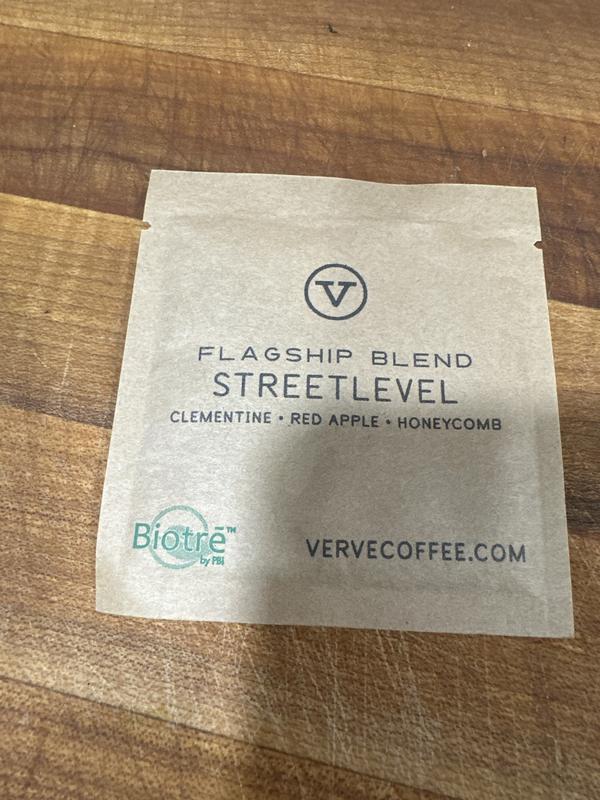 V
FLAGSHIP BLEND
STREETLEVEL
CLEMENTINE • RED APPLE • HONEYCOMB
Biotrē™
by PBI
VERVECOFFEE.COM